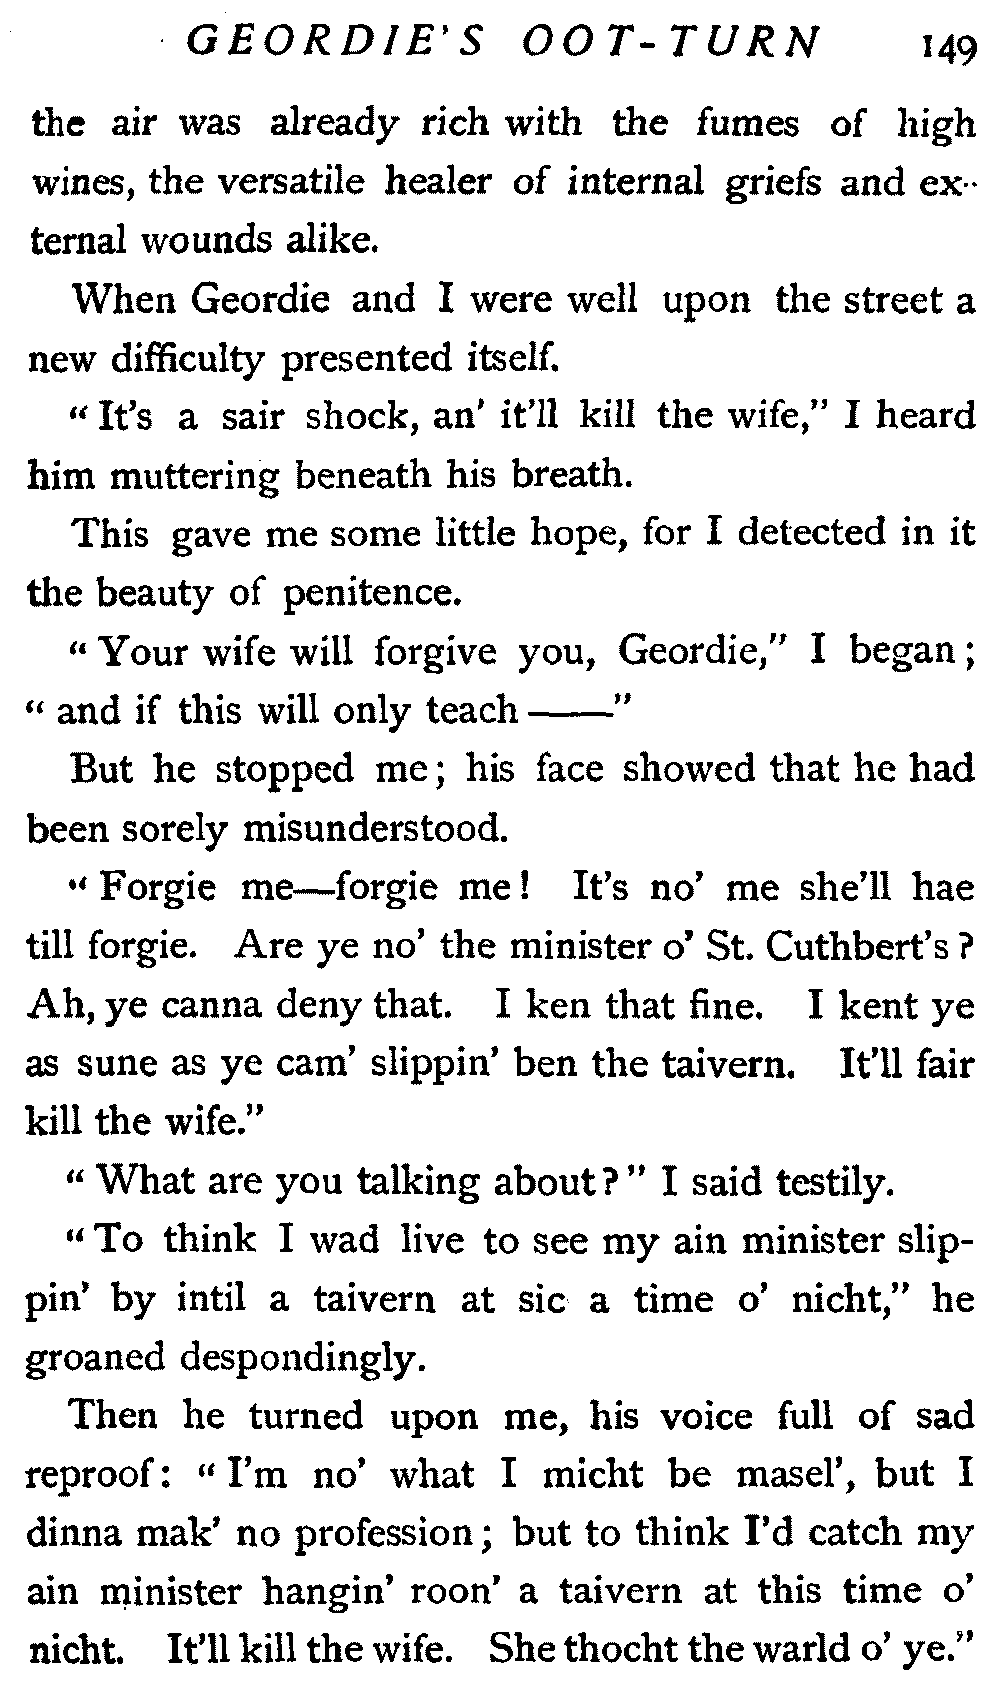 GEORDIE'S OOT-TURN 149
the air was already rich with the fumes of high
wines, the versatile healer of internal griefs and ex-
ternal wounds alike.
When Geordie and I were well upon the street a
new difficulty presented itself.
"It's a sair shock, an' it'll kill the wife," I heard
him muttering beneath his breath.
This gave me some little hope, for I detected in it
the beauty of penitence.
"Your wife will forgive you, Geordie," I began;
"and if this will only teach ——"
But he stopped me; his face showed that he had
been sorely misunderstood.
"Forgie me—forgie me! It's no' me she'll hae
till forgie. Are ye no' the minister o' St. Cuthbert's?
Ah, ye canna deny that. I ken that fine. I kent ye
as sune as ye cam' slippin' ben the taivern. It'll fair
kill the wife."
"What are you talking about?" I said testily.
"To think I wad live to see my ain minister slip-
pin' by intil a taivern at sic a time o' nicht," he
groaned despondingly.
Then he turned upon me, his voice full of sad
reproof: "I'm no' what I micht be masel', but I
dinna mak' no profession; but to think I'd catch my
ain minister hangin' roon' a taivern at this time o'
nicht. It'll kill the wife. She thocht the warld o' ye."